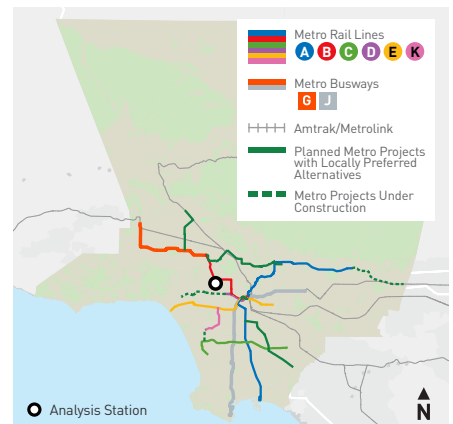 Metro Rail Lines
A B C D E K
Metro Busways
G J
Amtrak/Metrolink
Planned Metro Projects
with Locally Preferred
Alternatives
Metro Projects Under
Construction
Analysis Station
N